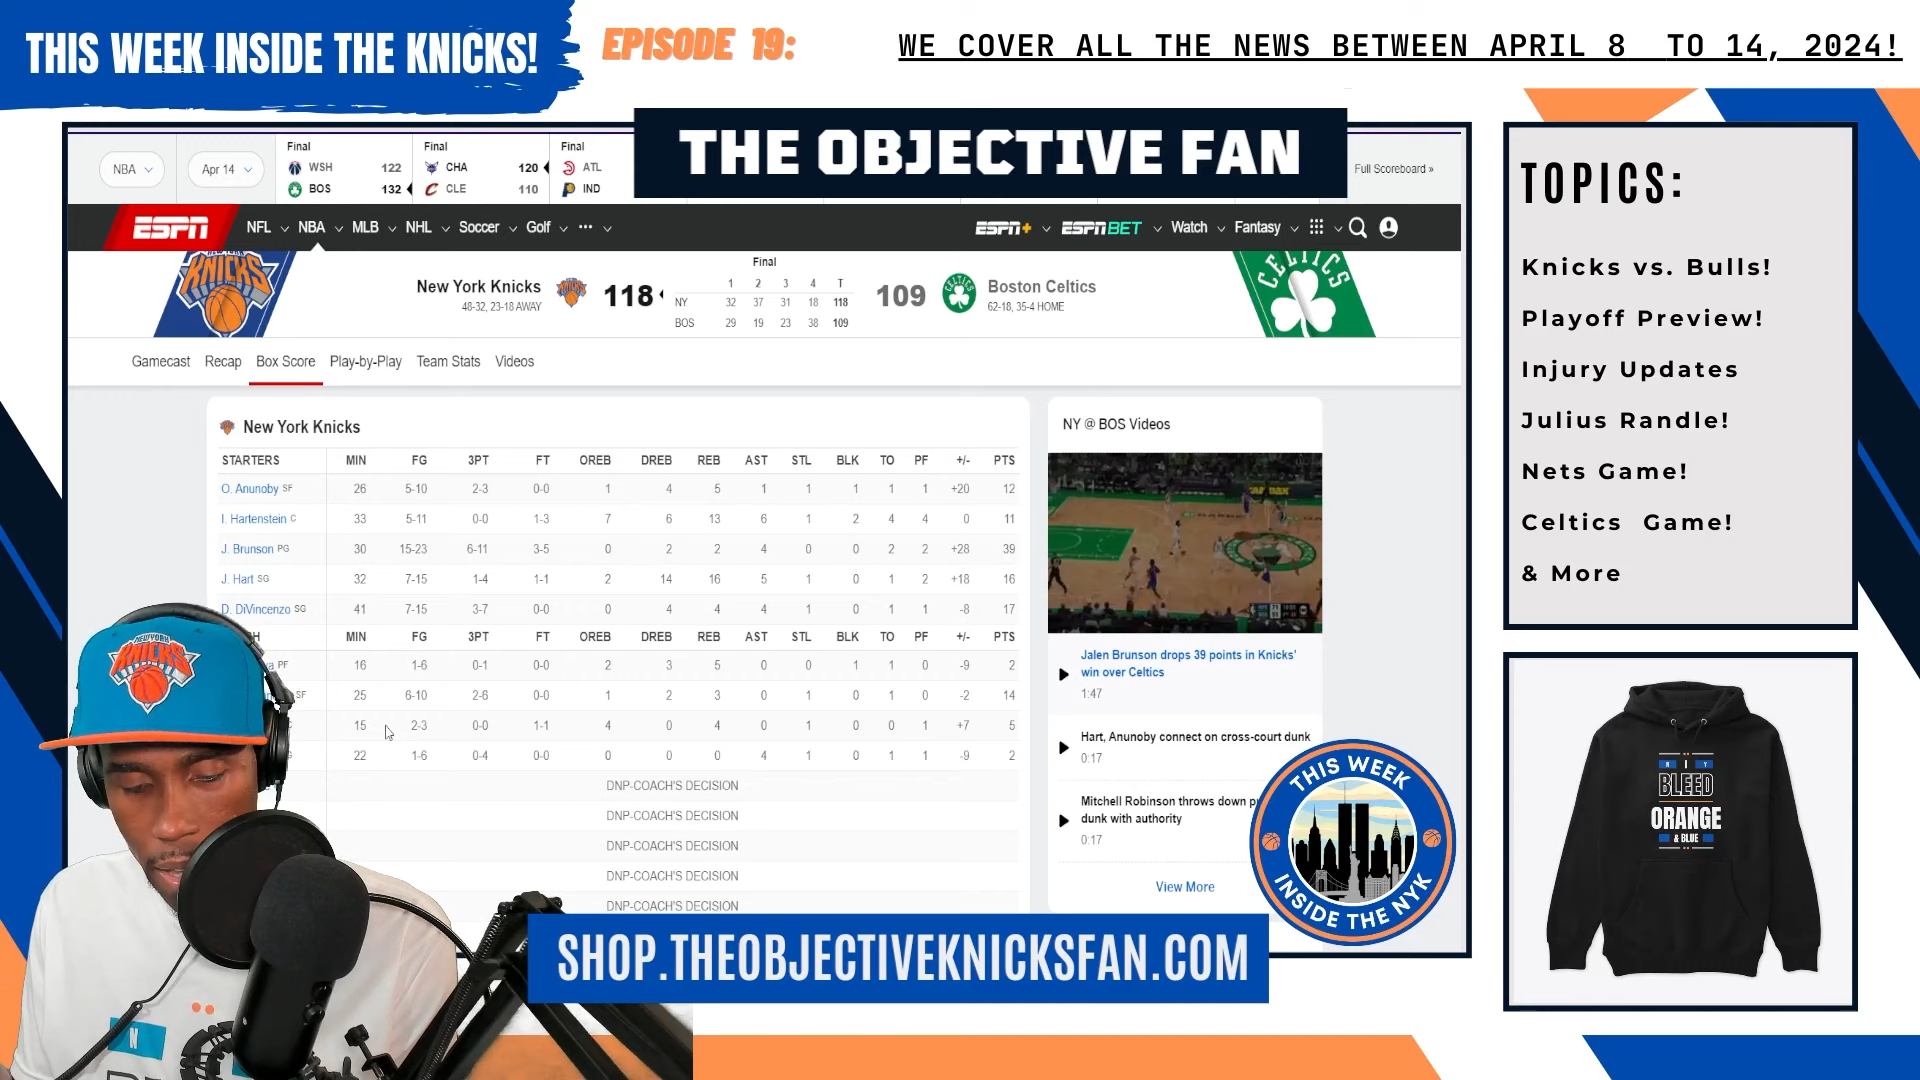 THIS WEEK INSIDE THE KNICKS!
EPISODE 19:
WE COVER ALL THE NEWS BETWEEN APRIL 8 TO 14, 2024!
THE OBJECTIVE FAN
NBA
Apr 14
Final
WSH 122
BOS 132
Final
CHA 120
CLE 110
Final
ATL
IND
Full Scoreboard »
ESPN NFL NBA MLB NHL Soccer Golf ··· ESPN+ ESPN BET Watch Fantasy
KNICKS
New York Knicks
48-32, 23-18 AWAY
118
Final
1 2 3 4 T
NY 32 37 31 18 118
BOS 29 19 23 38 109
109
Boston Celtics
62-18, 35-4 HOME
CELTICS
Gamecast Recap Box Score Play-by-Play Team Stats Videos
New York Knicks
STARTERS MIN FG 3PT FT OREB DREB REB AST STL BLK TO PF +/- PTS
O. Anunoby SF 26 5-10 2-3 0-0 1 4 5 1 1 1 1 1 +20 12
I. Hartenstein C 33 5-11 0-0 1-3 7 6 13 6 1 2 4 4 0 11
J. Brunson PG 30 15-23 6-11 3-5 0 2 2 4 0 0 2 2 +28 39
J. Hart SG 32 7-15 1-4 1-1 2 14 16 5 1 0 1 2 +18 16
D. DiVincenzo SG 41 7-15 3-7 0-0 0 4 4 4 1 0 1 1 -8 17
MIN FG 3PT FT OREB DREB REB AST STL BLK TO PF +/- PTS
PF 16 1-6 0-1 0-0 2 3 5 0 0 1 1 0 -9 2
SF 25 6-10 2-6 0-0 1 2 3 0 1 0 1 0 -2 14
15 2-3 0-0 1-1 4 0 4 0 1 0 0 1 +7 5
22 1-6 0-4 0-0 0 0 0 4 1 0 1 1 -9 2
DNP-COACH'S DECISION
DNP-COACH'S DECISION
DNP-COACH'S DECISION
DNP-COACH'S DECISION
DNP-COACH'S DECISION
NY @ BOS Videos
Jalen Brunson drops 39 points in Knicks'
win over Celtics
1:47
Hart, Anunoby connect on cross-court dunk
0:17
Mitchell Robinson throws down
dunk with authority
0:17
View More
THIS WEEK
INSIDE THE NYK
SHOP.THEOBJECTIVEKNICKSFAN.COM
NEW YORK
KNICKS
N
TOPICS:
Knicks vs. Bulls!
Playoff Preview!
Injury Updates
Julius Randle!
Nets Game!
Celtics Game!
& More
N I Y
BLEED
ORANGE
& BLUE